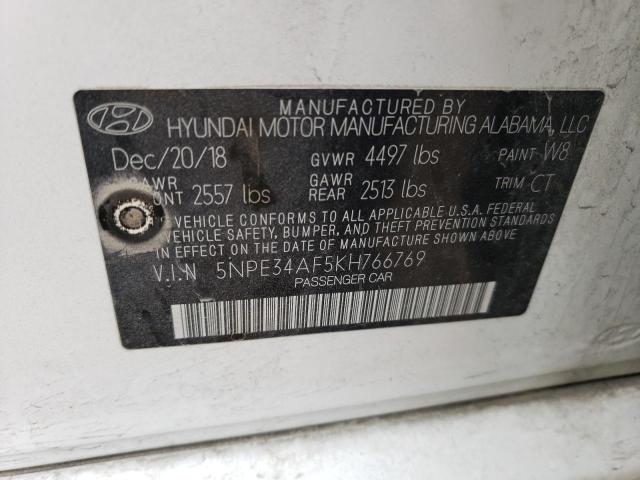 MANUFACTURED BY
HYUNDAI MOTOR MANUFACTURING ALABAMA, LLC
Dec/20/18 GVWR 4497 lbs PAINT W8
GAWR 2557 lbs GAWR REAR 2513 lbs TRIM CT
VEHICLE CONFORMS TO ALL APPLICABLE U.S.A. FEDERAL
VEHICLE SAFETY, BUMPER, AND THEFT PREVENTION STANDARDS
IN EFFECT ON THE DATE OF MANUFACTURE SHOWN ABOVE.
V.I.N 5NPE34AF5KH766769
PASSENGER CAR